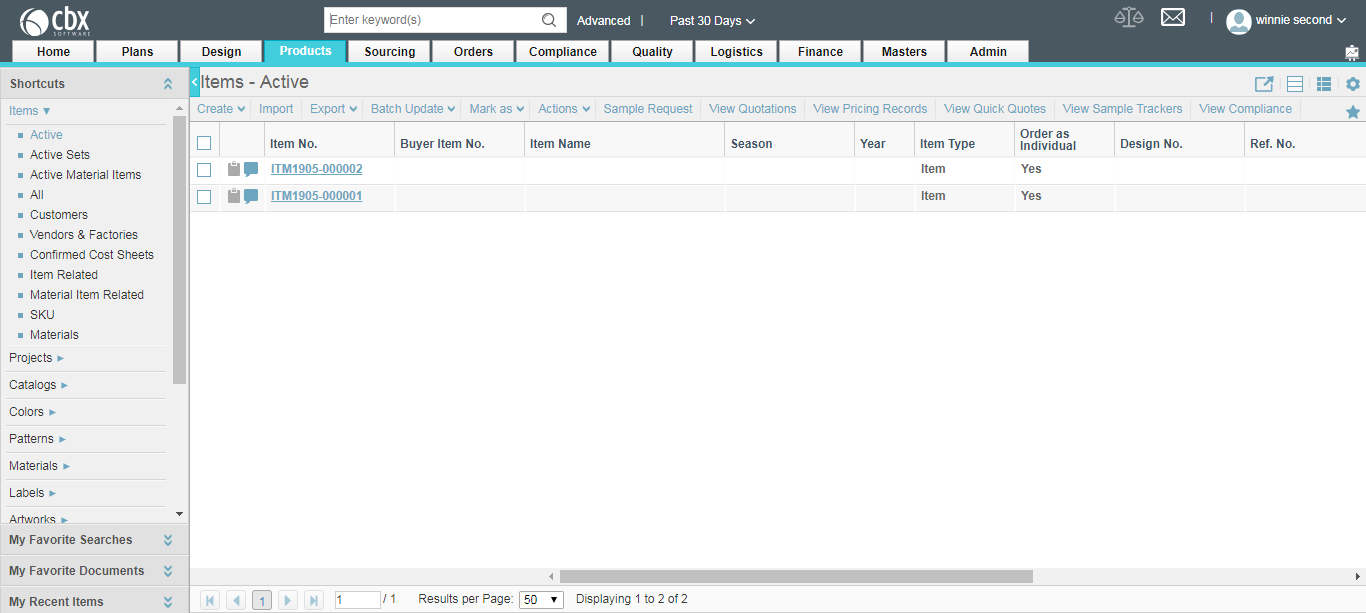 cbx
SOFTWARE
Enter keyword(s)
Advanced | Past 30 Days
| winnie second
Home Plans Design Products Sourcing Orders Compliance Quality Logistics Finance Masters Admin
Shortcuts
Items
Active
Active Sets
Active Material Items
All
Customers
Vendors & Factories
Confirmed Cost Sheets
Item Related
Material Item Related
SKU
Materials
Projects
Catalogs
Colors
Patterns
Materials
Labels
Artworks
My Favorite Searches
My Favorite Documents
My Recent Items
Items - Active
Create Import Export Batch Update Mark as Actions Sample Request View Quotations View Pricing Records View Quick Quotes View Sample Trackers View Compliance
Item No. Buyer Item No. Item Name Season Year Item Type Order as Individual Design No. Ref. No.
ITM1905-000002 Item Yes
ITM1905-000001 Item Yes
1 1 / 1 Results per Page: 50 Displaying 1 to 2 of 2